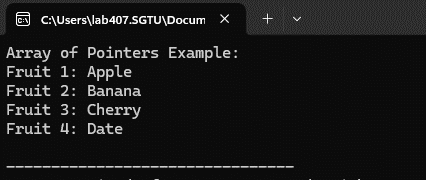 C:\Users\lab407.SGTU\Docum
Array of Pointers Example:
Fruit 1: Apple
Fruit 2: Banana
Fruit 3: Cherry
Fruit 4: Date
--------------------------------